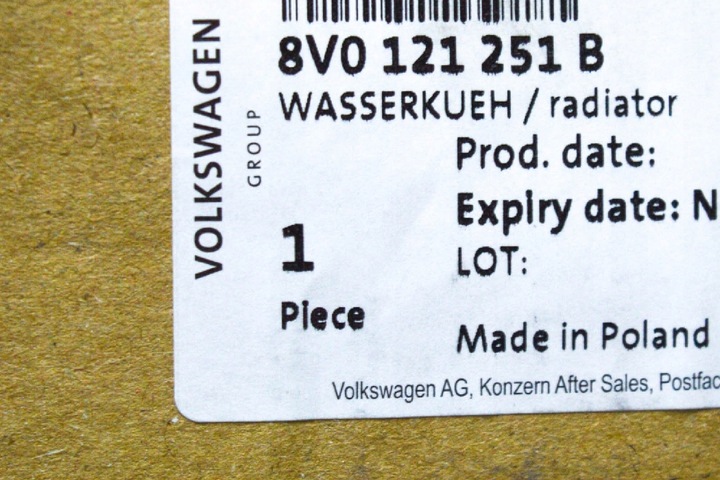 VOLKSWAGEN
GROUP
8V0 121 251 B
WASSERKUEH / radiator
Prod. date:
Expiry date: N
1
LOT:
Piece
Made in Poland
Volkswagen AG, Konzern After Sales, Postfac